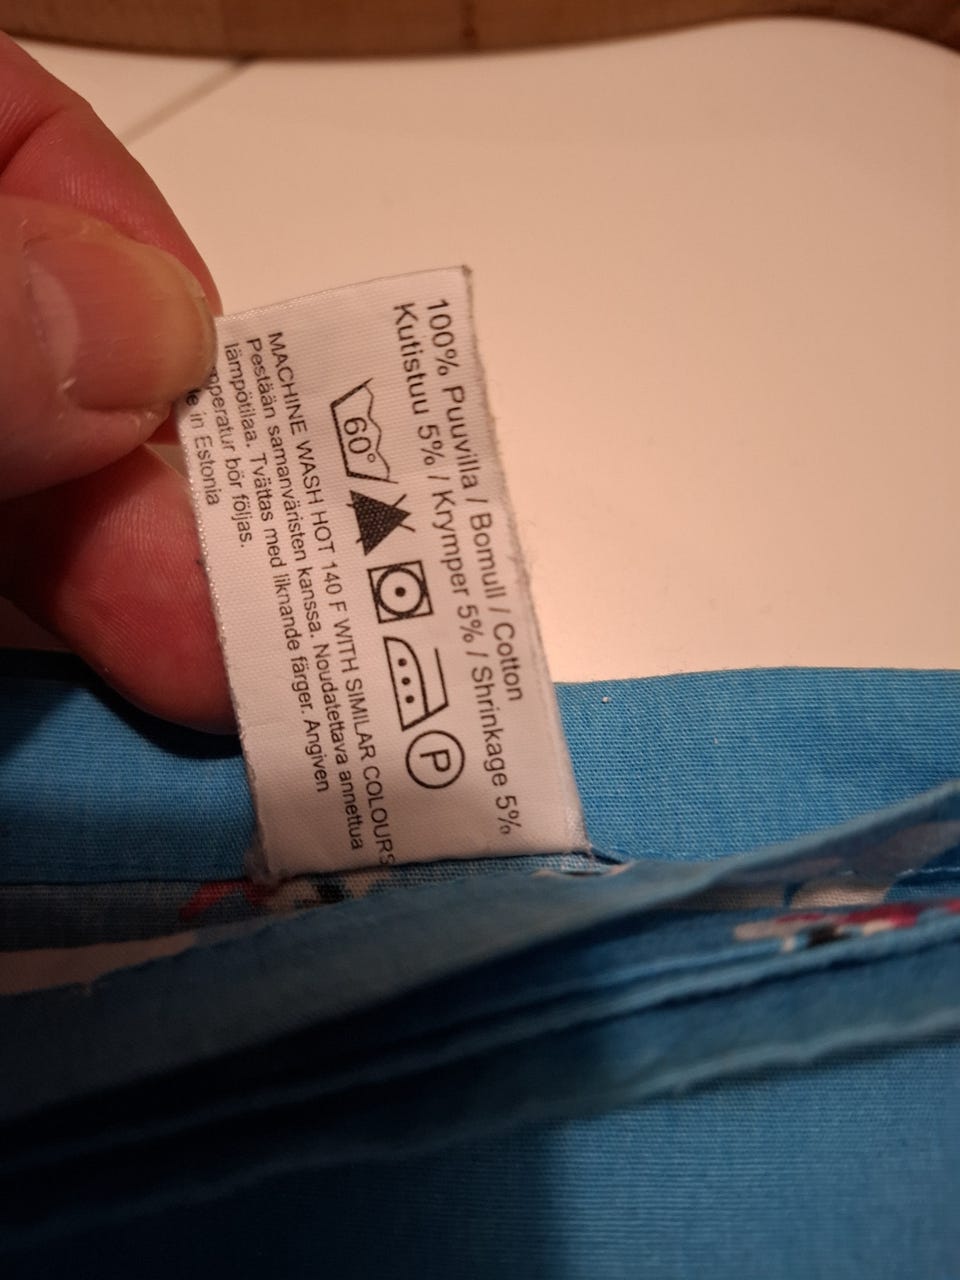 100% Puuvilla / Bomull / Cotton
Kutistuu 5% / Krymper 5% / Shrinkage 5%
60° P
MACHINE WASH HOT 140 F WITH SIMILAR COLOURS
Pestään samanväristen kanssa. Noudatettava annettua
lämpötilaa. Tvättas med liknande färger. Angiven
bör följas.
in Estonia